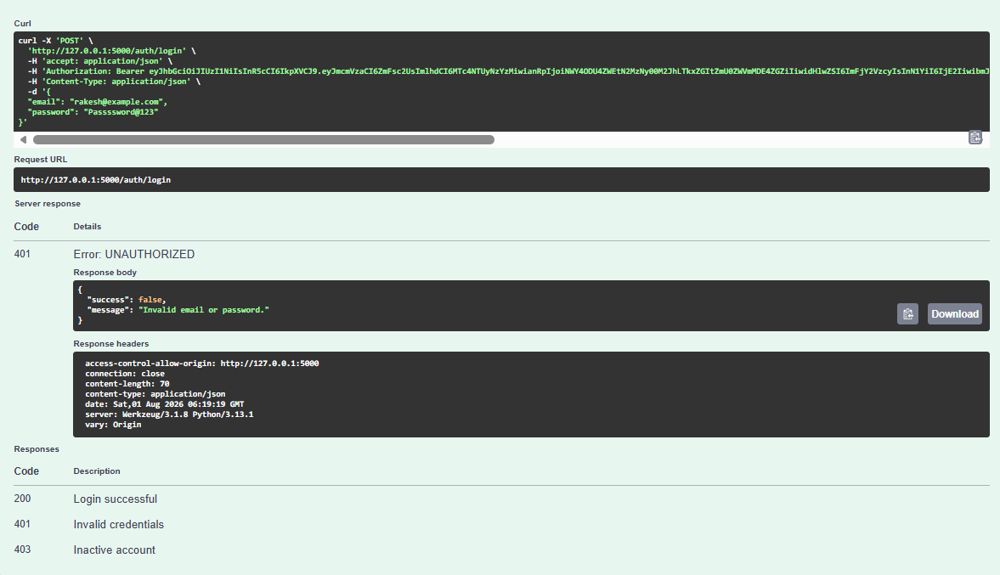 Curl
curl -X 'POST' \
'http://127.0.0.1:5000/auth/login' \
-H 'accept: application/json' \
-H 'Authorization: Bearer eyJhbGciOiJIUzI1NiIsInR5cCI6IkpXVCJ9.eyJmcmVzaCI6ZmFsc2UsImlhdCI6MTc4NTUyNzYzMiwianRpIjoiNWY4ODU4ZWEtN2MzNy00M2JhLTkxZGItZmU0ZWVmMDE4ZGZiIiwidHlwZSI6ImFjY2VzcyIsInN1YiI6IjE2IiwibmJ
-H 'Content-Type: application/json' \
-d '{
"email": "rakesh@example.com",
"password": "Passsword@123"
}'
Request URL
http://127.0.0.1:5000/auth/login
Server response
Code Details
401 Error: UNAUTHORIZED
Response body
{
"success": false,
"message": "Invalid email or password."
}
Download
Response headers
access-control-allow-origin: http://127.0.0.1:5000
connection: close
content-length: 70
content-type: application/json
date: Sat,01 Aug 2026 06:19:19 GMT
server: Werkzeug/3.1.8 Python/3.13.1
vary: Origin
Responses
Code Description
200 Login successful
401 Invalid credentials
403 Inactive account